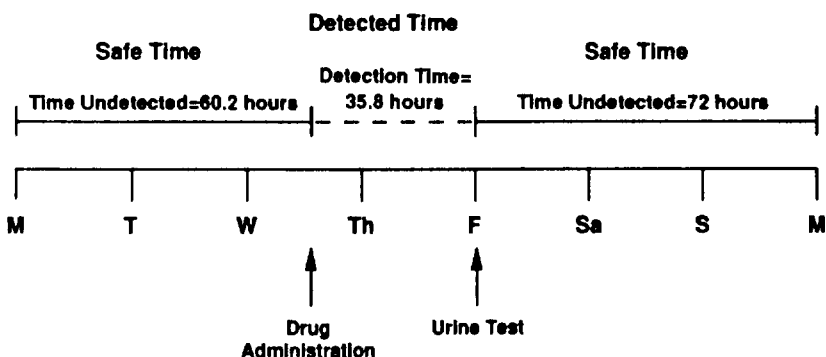 Detected Time
Safe Time
Safe Time
Detection Time=
35.8 hours
Time Undetected=60.2 hours
Time Undetected=72 hours
M T W Th F Sa S M
Drug
Administration
Urine Test